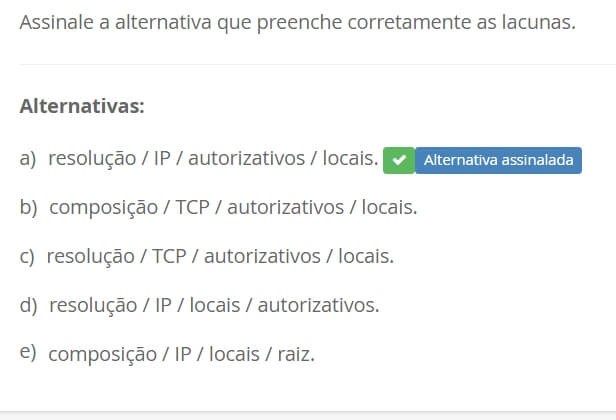 Assinale a alternativa que preenche corretamente as lacunas.
Alternativas:
a) resolução / IP / autorizativos / locais. Alternativa assinalada
b) composição / TCP / autorizativos / locais.
c) resolução / TCP / autorizativos / locais.
d) resolução / IP / locais / autorizativos.
e) composição / IP / locais / raiz.